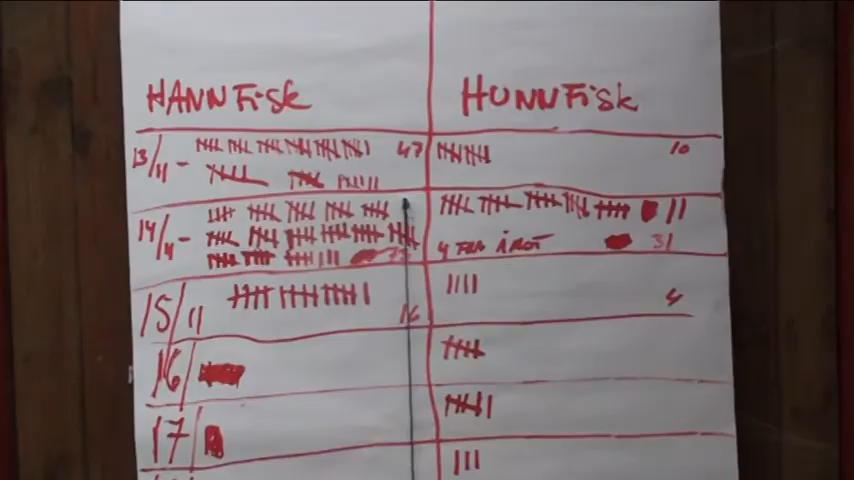 HANNFisk HUNNFisk
13/11 - 47 10
14/11 - 11
4 FRA ÅROT 31
15/11 16 4
16/
17/